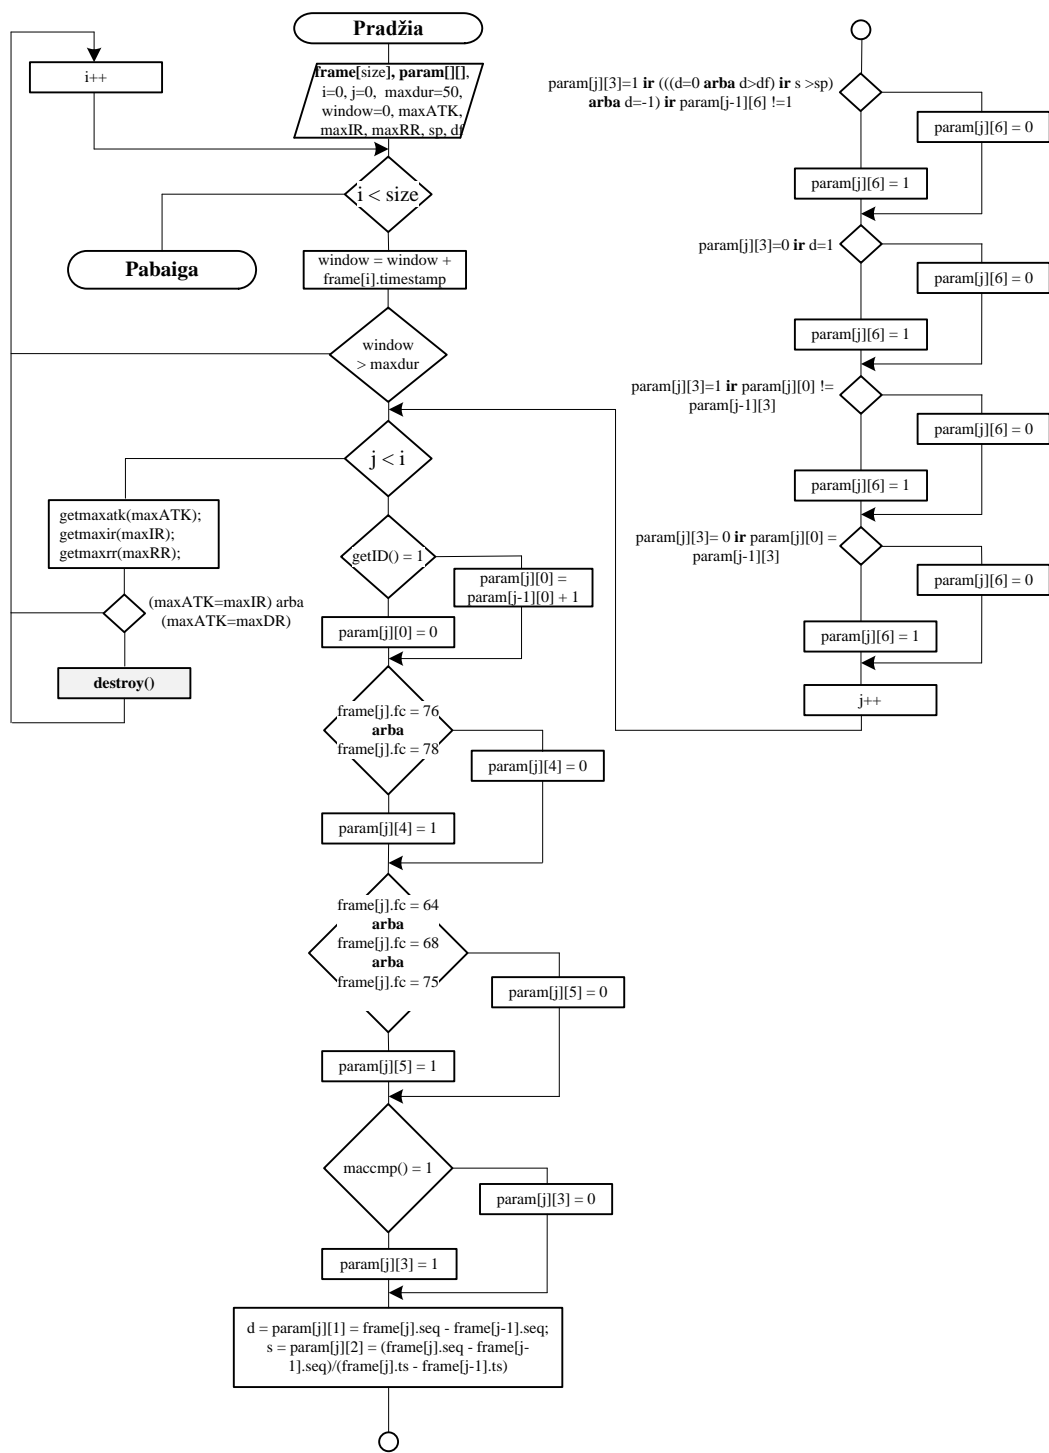 Pradžia
frame[size], param[][],
i=0, j=0, maxdur=50,
window=0, maxATK,
maxIR, maxRR, sp, df
i++
i < size
Pabaiga
window = window +
frame[i].timestamp
window
> maxdur
j < i
getmaxatk(maxATK);
getmaxir(maxIR);
getmaxrr(maxRR);
(maxATK=maxIR) arba
(maxATK=maxDR)
destroy()
getID() = 1
param[j][0] =
param[j-1][0] + 1
param[j][0] = 0
frame[j].fc = 76
arba
frame[j].fc = 78
param[j][4] = 0
param[j][4] = 1
frame[j].fc = 64
arba
frame[j].fc = 68
arba
frame[j].fc = 75
param[j][5] = 0
param[j][5] = 1
maccmp() = 1
param[j][3] = 0
param[j][3] = 1
d = param[j][1] = frame[j].seq - frame[j-1].seq;
s = param[j][2] = (frame[j].seq - frame[j-
1].seq)/(frame[j].ts - frame[j-1].ts)
param[j][3]=1 ir (((d=0 arba d>df) ir s >sp)
arba d=-1) ir param[j-1][6] !=1
param[j][6] = 0
param[j][6] = 1
param[j][3]=0 ir d=1
param[j][6] = 0
param[j][6] = 1
param[j][3]=1 ir param[j][0] !=
param[j-1][3]
param[j][6] = 0
param[j][6] = 1
param[j][3]= 0 ir param[j][0] =
param[j-1][3]
param[j][6] = 0
param[j][6] = 1
j++